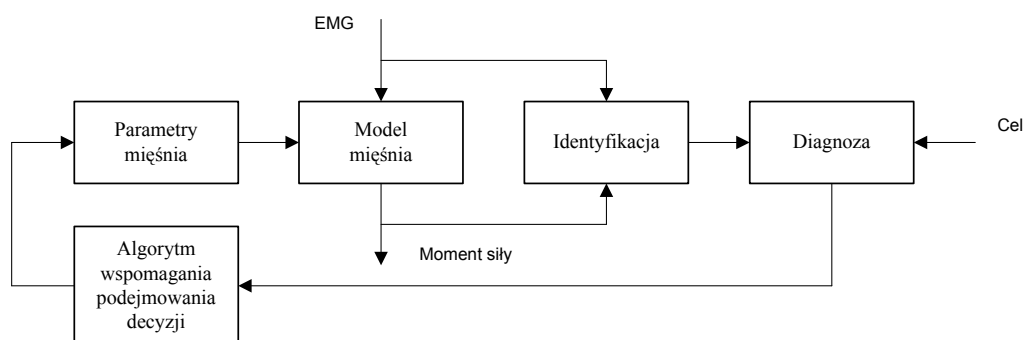 EMG
Parametry
mięśnia
Model
mięśnia
Identyfikacja
Diagnoza
Cel
Moment siły
Algorytm
wspomagania
podejmowania
decyzji